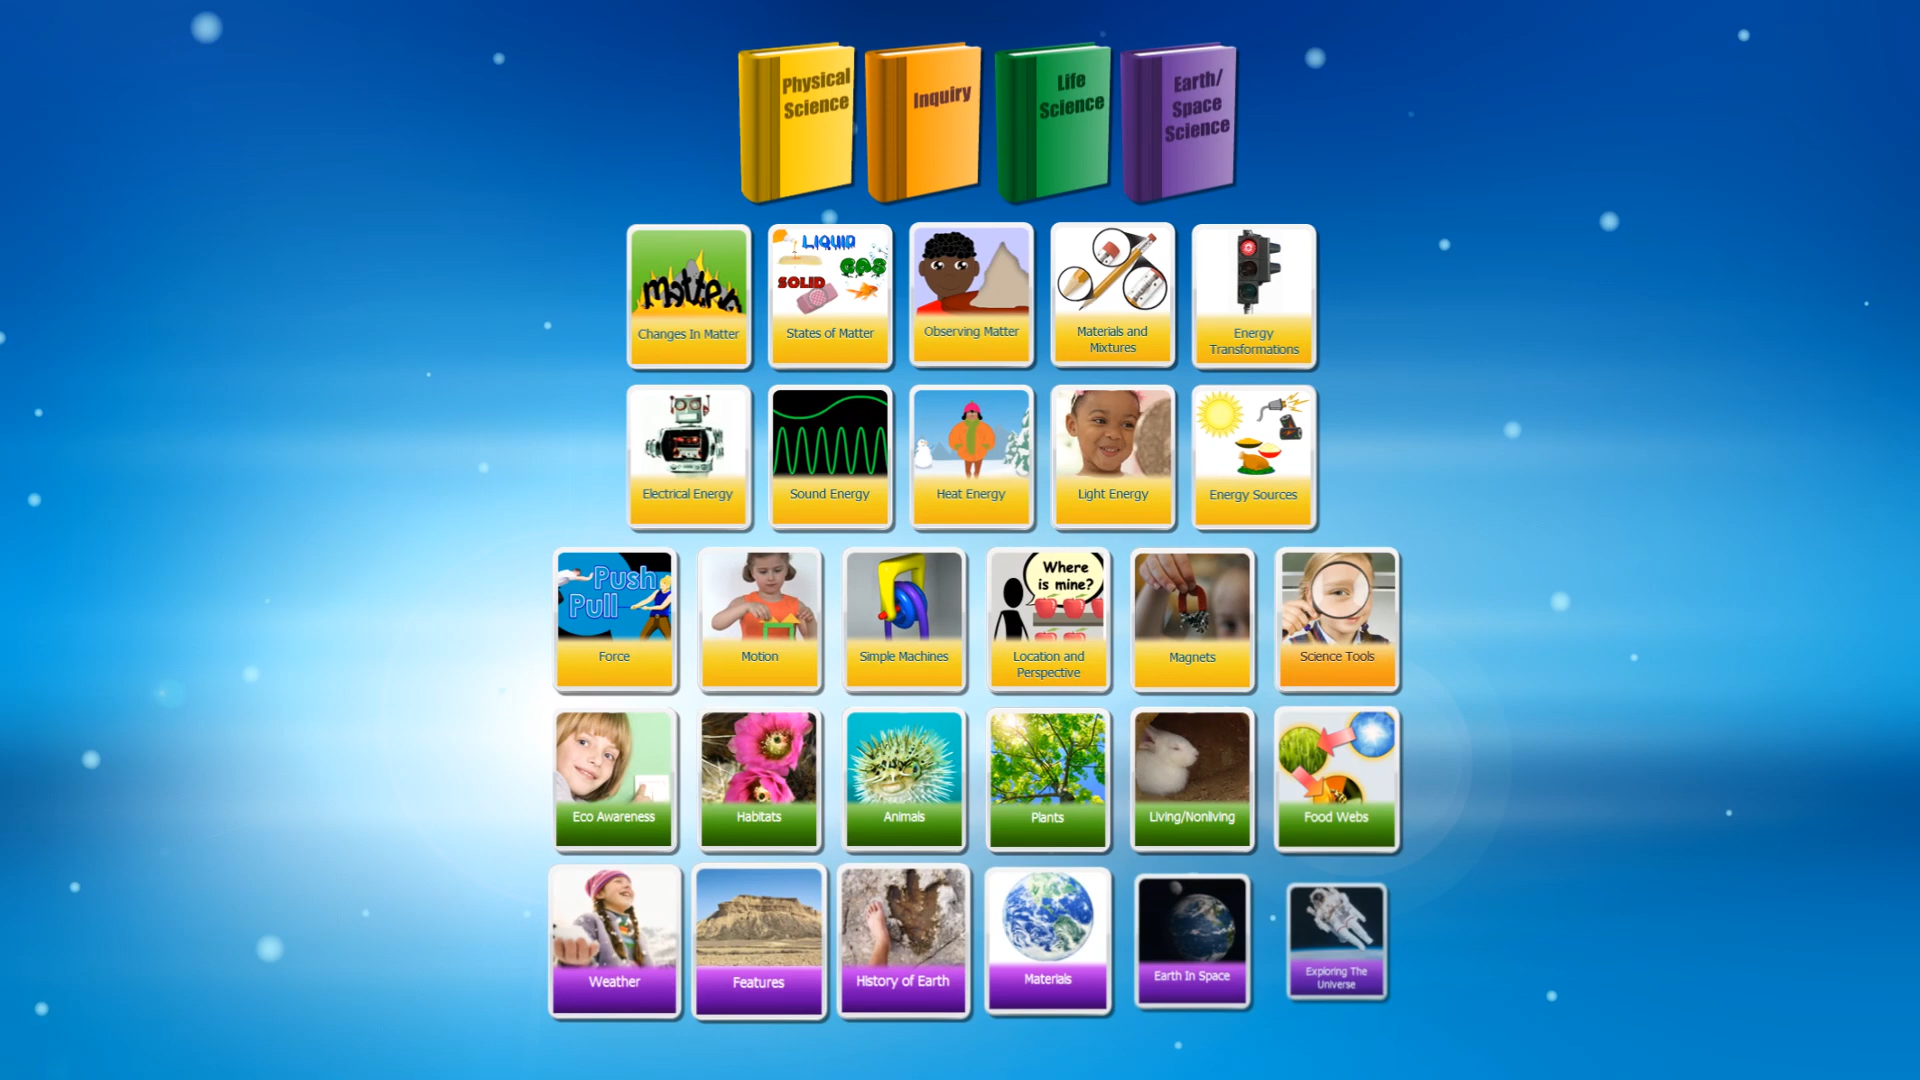 Physical
Science
Inquiry
Life
Science
Earth/
Space
Science
matter
Changes In Matter
LIQUID
GAS
SOLID
States of Matter
Observing Matter
Materials and
Mixtures
Energy
Transformations
Electrical Energy
Sound Energy
Heat Energy
Light Energy
Energy Sources
Push
Pull
Force
Motion
Simple Machines
Where
is mine?
Location and
Perspective
Magnets
Science Tools
Eco Awareness
Habitats
Animals
Plants
Living/Nonliving
Food Webs
Weather
Features
History of Earth
Materials
Earth In Space
Exploring The
Universe